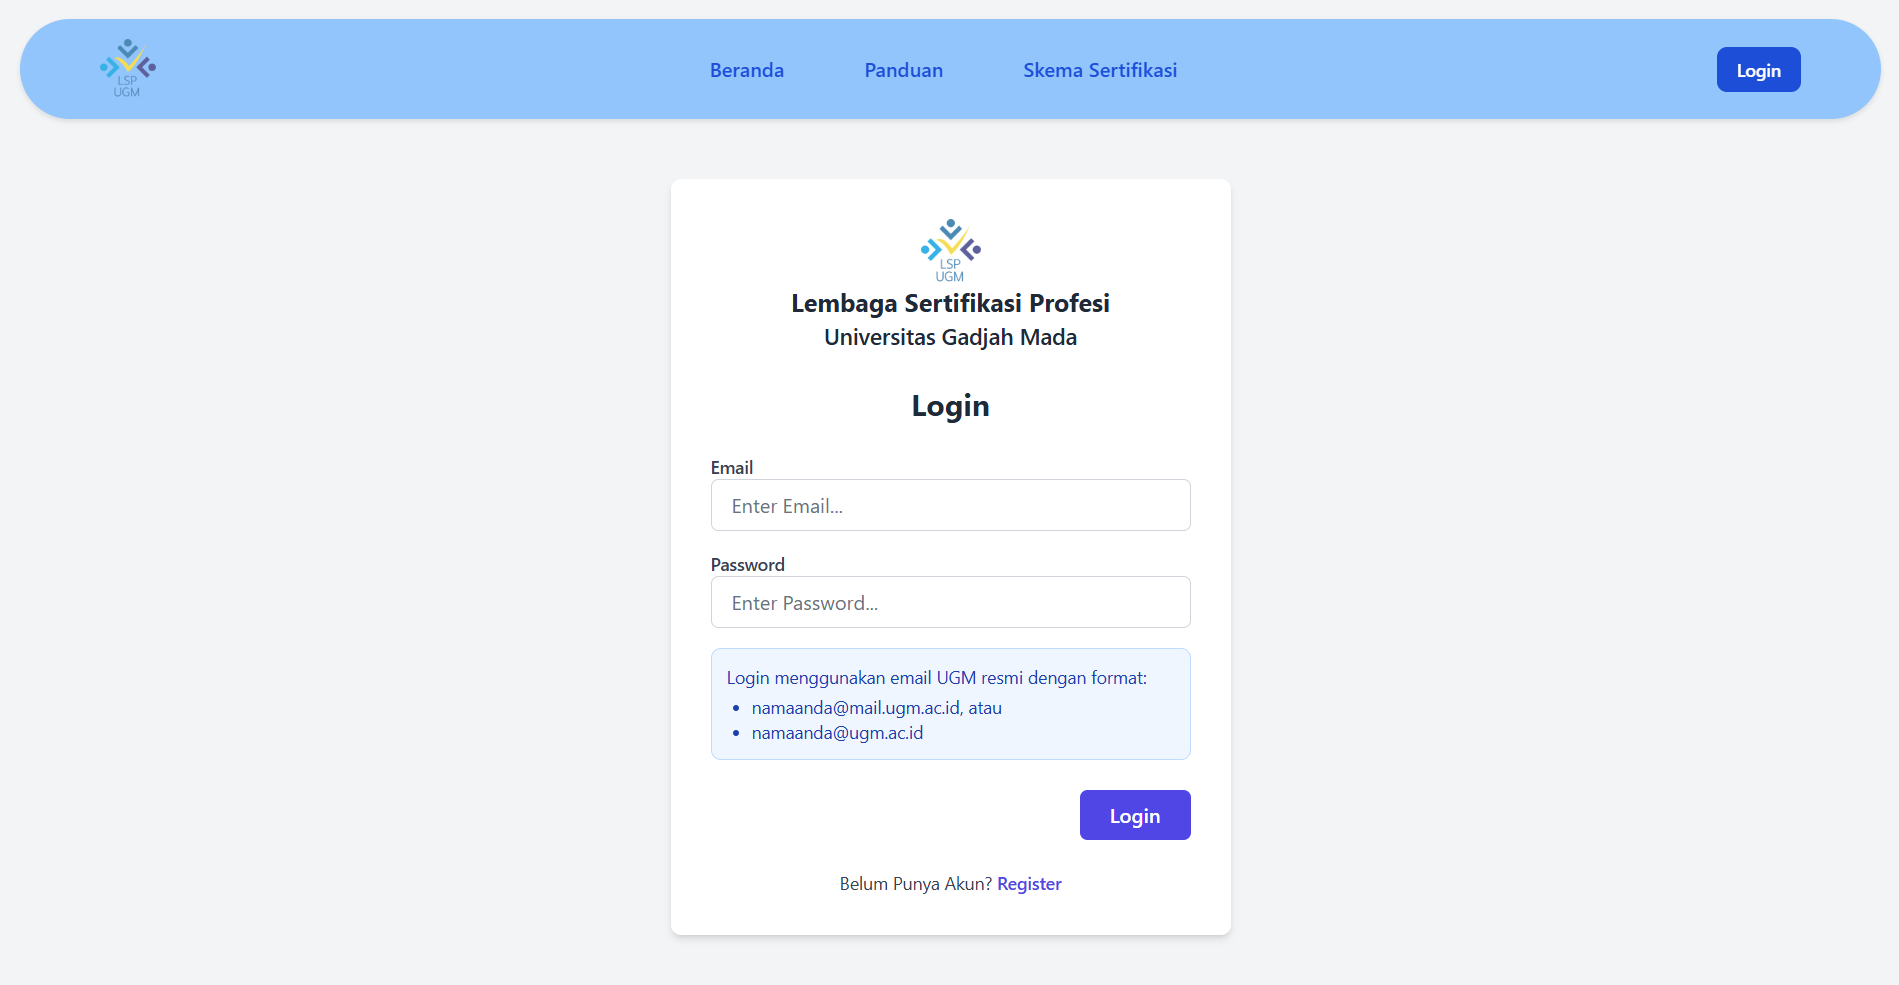 LSP
UGM
Beranda
Panduan
Skema Sertifikasi
Login
LSP
UGM
Lembaga Sertifikasi Profesi
Universitas Gadjah Mada
Login
Email
Enter Email...
Password
Enter Password...
Login menggunakan email UGM resmi dengan format:
• namaanda@mail.ugm.ac.id, atau
• namaanda@ugm.ac.id
Login
Belum Punya Akun? Register